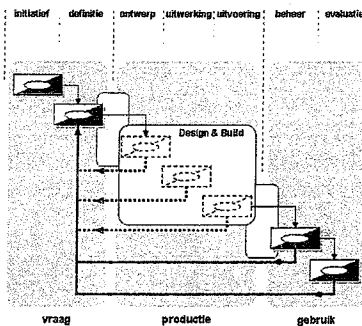 initiatief definitie ontwerp uitwerking uitvoering beheer evaluatie
Design & Build
vraag productie gebruik